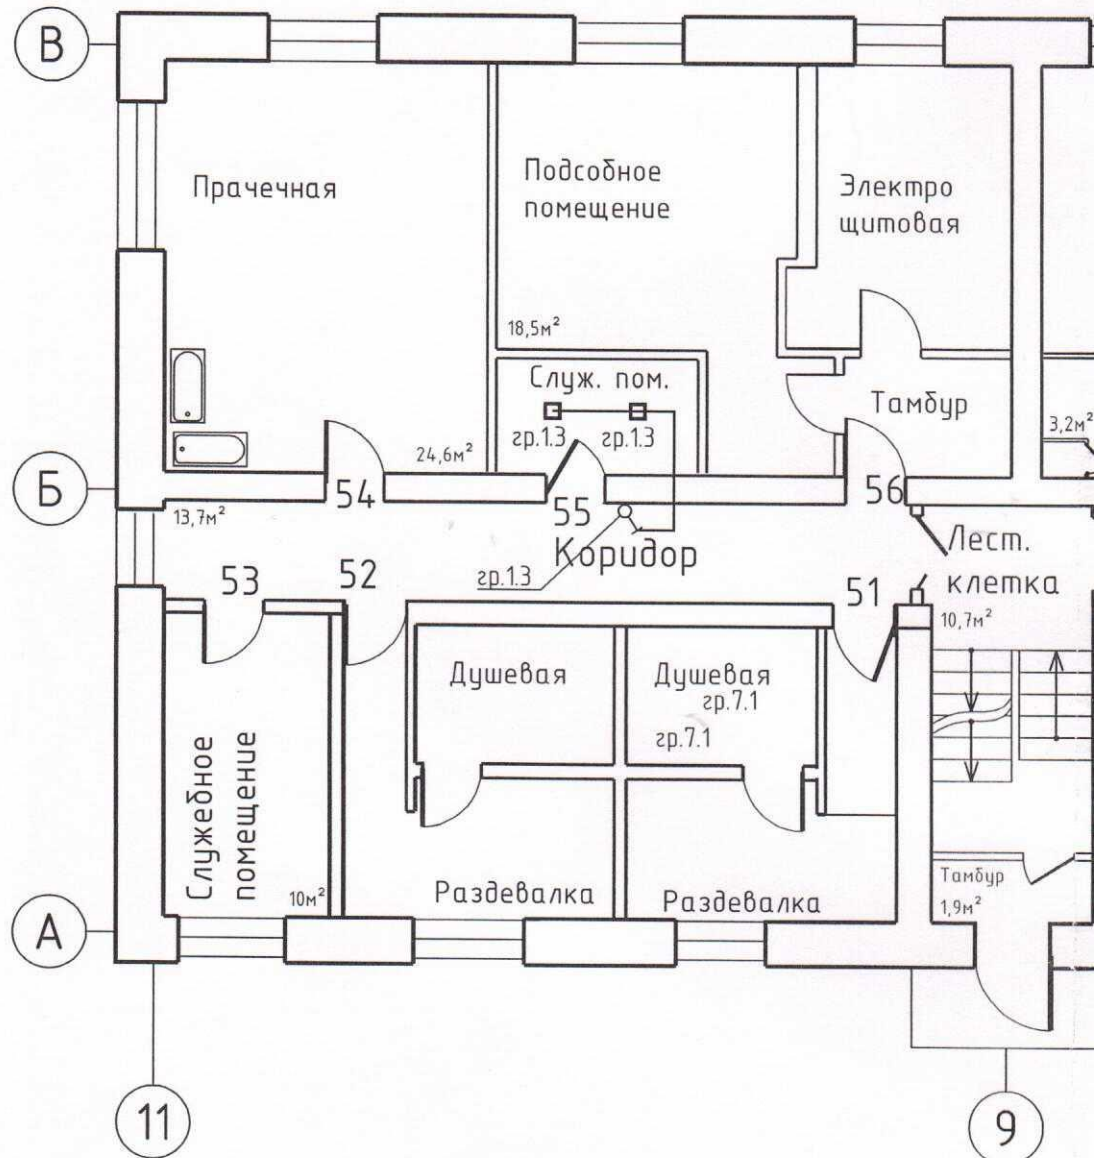 В
Прачечная
Подсобное
помещение
Электро
щитовая
18,5м²
Служ. пом.
Тамбур
3,2м²
гр.1.3
гр.1.3
24,6м²
Б
54
55
56
13,7м²
Коридор
Лест.
клетка
гр.1.3
53
52
51
10,7м²
Душевая
Душевая
гр.7.1
гр.7.1
Служебное
помещение
10м²
Раздевалка
Раздевалка
Тамбур
1,9м²
А
11
9